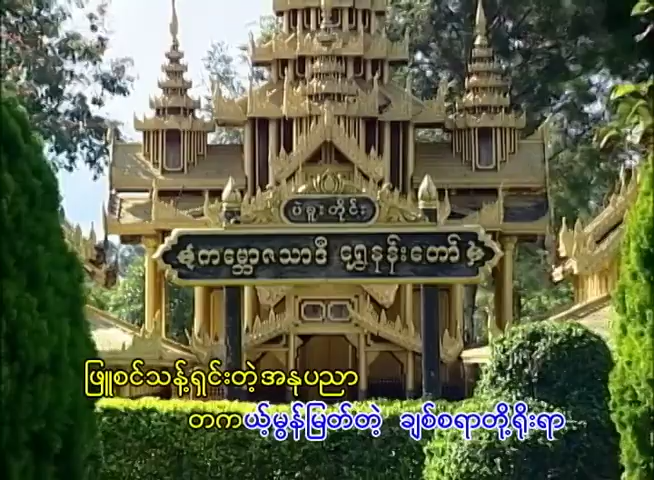 ပဲခူးတိုင်း
ကမ္ဘောဇသာဒီ ရွှေနန်းတော်
ဖြူစင်သန့်ရှင်းတဲ့အနုပညာ
တကယ့်မွန်မြတ်တဲ့ ချစ်စရာတို့ရိုးရာ